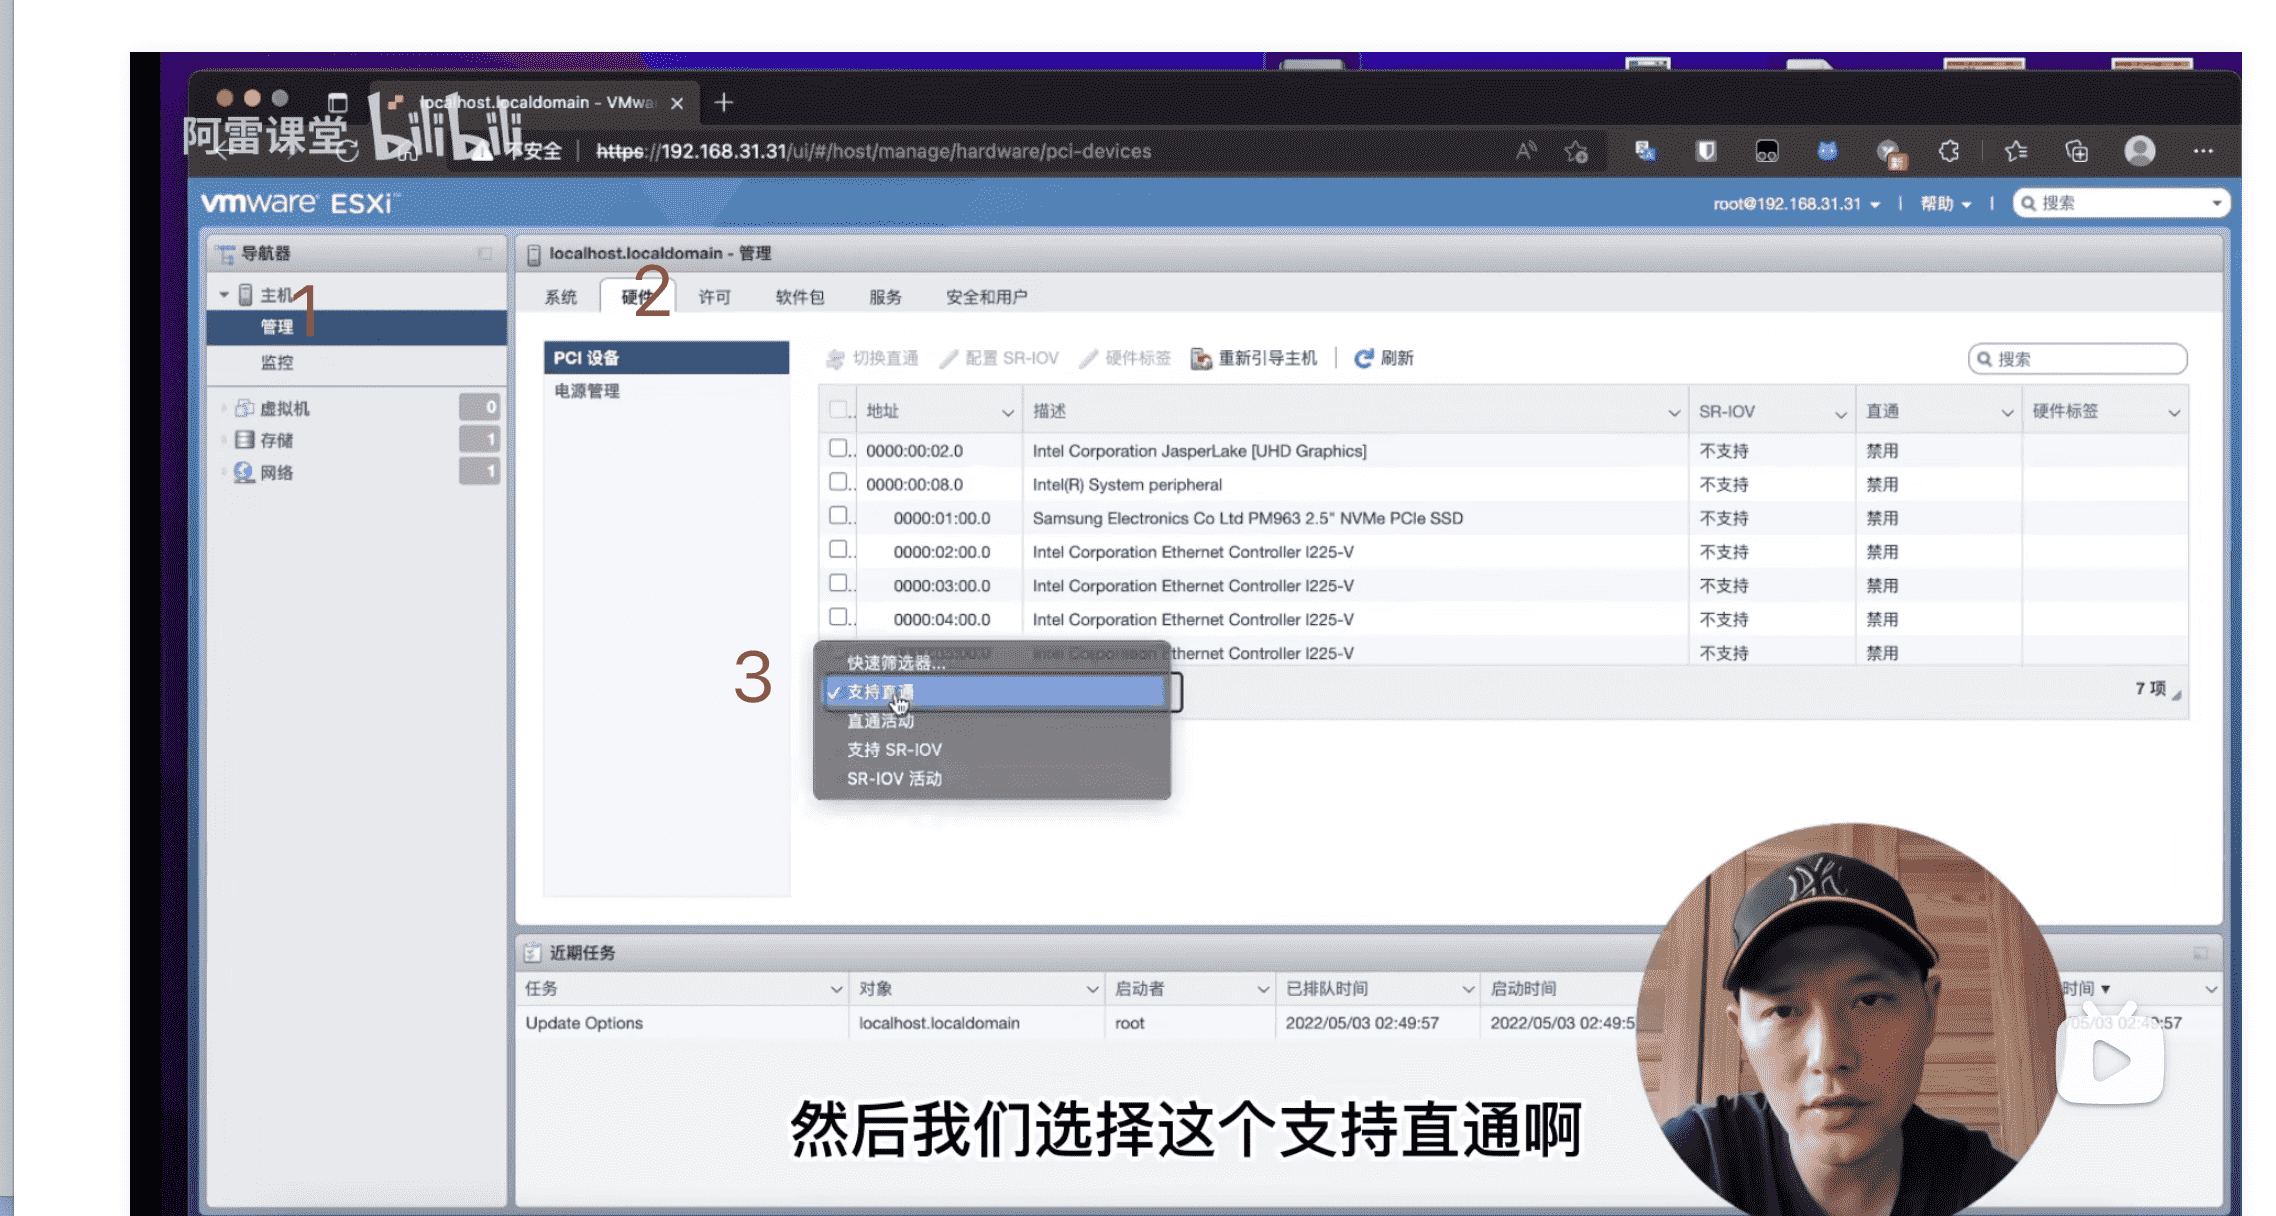 localhost.localdomain - VMwa
阿雷课堂 bilibili
不安全 https://192.168.31.31/ui/#/host/manage/hardware/pci-devices
新
vmware ESXi
root@192.168.31.31 帮助 搜索
导航器
主机
1
管理
监控
虚拟机 0
存储 1
网络 1
localhost.localdomain - 管理
系统 硬件 许可 软件包 服务 安全和用户
2
PCI 设备
电源管理
切换直通 配置 SR-IOV 硬件标签 重新引导主机 刷新 搜索
地址 描述 SR-IOV 直通 硬件标签
0000:00:02.0 Intel Corporation JasperLake [UHD Graphics] 不支持 禁用
0000:00:08.0 Intel(R) System peripheral 不支持 禁用
0000:01:00.0 Samsung Electronics Co Ltd PM963 2.5" NVMe PCIe SSD 不支持 禁用
0000:02:00.0 Intel Corporation Ethernet Controller I225-V 不支持 禁用
0000:03:00.0 Intel Corporation Ethernet Controller I225-V 不支持 禁用
0000:04:00.0 Intel Corporation Ethernet Controller I225-V 不支持 禁用
Intel Corporation Ethernet Controller I225-V 不支持 禁用
7 项
3
快速筛选器...
支持直通
直通活动
支持 SR-IOV
SR-IOV 活动
近期任务
任务 对象 启动者 已排队时间 启动时间 时间
Update Options localhost.localdomain root 2022/05/03 02:49:57 2022/05/03 02:49:5 05/03 02:49:57
然后我们选择这个支持直通啊